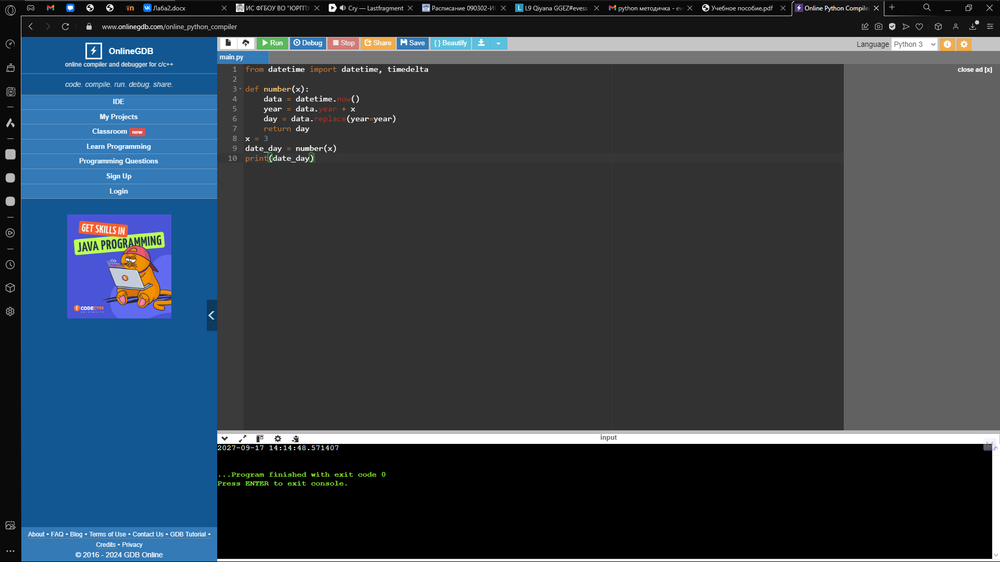 Лаба2.docx
ИС ФГБОУ ВО "ЮРГПУ
Cry — Lastfragment
Расписание 090302-ИС
L9 Qiyana GGEZ#evess
python методичка - ev
Учебное пособие.pdf
Online Python Compile
www.onlinegdb.com/online_python_compiler
OnlineGDB
online compiler and debugger for c/c++
code. compile. run. debug. share.
IDE
My Projects
Classroom new
Learn Programming
Programming Questions
Sign Up
Login
GET SKILLS IN
JAVA PROGRAMMING
CODEGYM
UNIVERSITY
About • FAQ • Blog • Terms of Use • Contact Us • GDB Tutorial •
Credits • Privacy
© 2016 - 2024 GDB Online
Run Debug Stop Share Save { } Beautify
Language Python 3
main.py
close ad [x]
1 from datetime import datetime, timedelta
2
3 def number(x):
4 data = datetime.now()
5 year = data.year + x
6 day = data.replace(year=year)
7 return day
8 x = 3
9 date_day = number(x)
10 print(date_day)
input
2027-09-17 14:14:48.571407
...Program finished with exit code 0
Press ENTER to exit console.